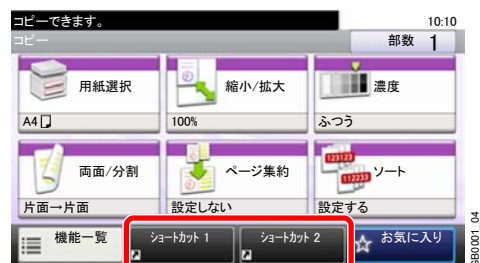 コピーできます。
10:10
コピー
部数 1
用紙選択
縮小/拡大
濃度
A4
100%
ふつう
両面/分割
ページ集約
123123
112233
ソート
片面→片面
設定しない
設定する
機能一覧
ショートカット 1
ショートカット 2
お気に入り